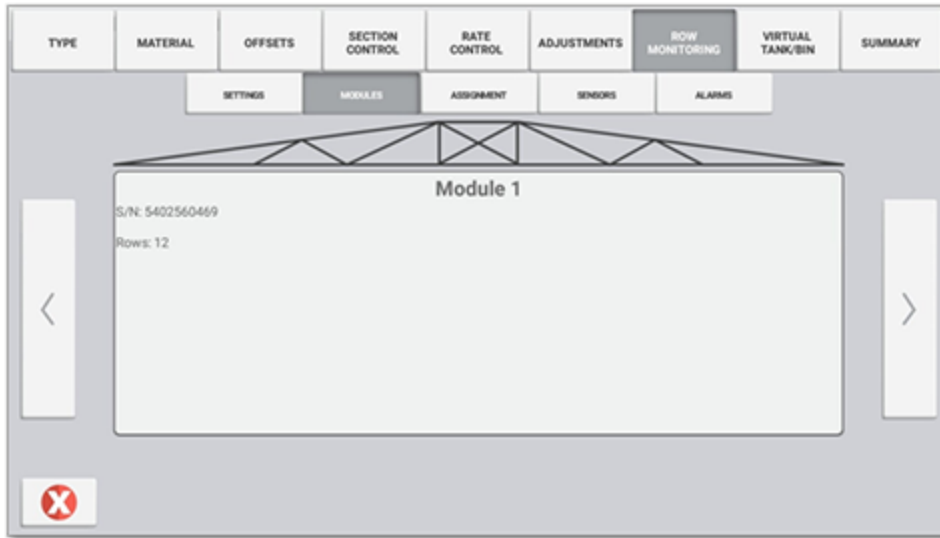 TYPE
MATERIAL
OFFSETS
SECTION
CONTROL
RATE
CONTROL
ADJUSTMENTS
ROW
MONITORING
VIRTUAL
TANK/BIN
SUMMARY
SETTINGS
MODULES
ASSIGNMENT
SENSORS
ALARMS
Module 1
S/N: 5402560469
Rows: 12